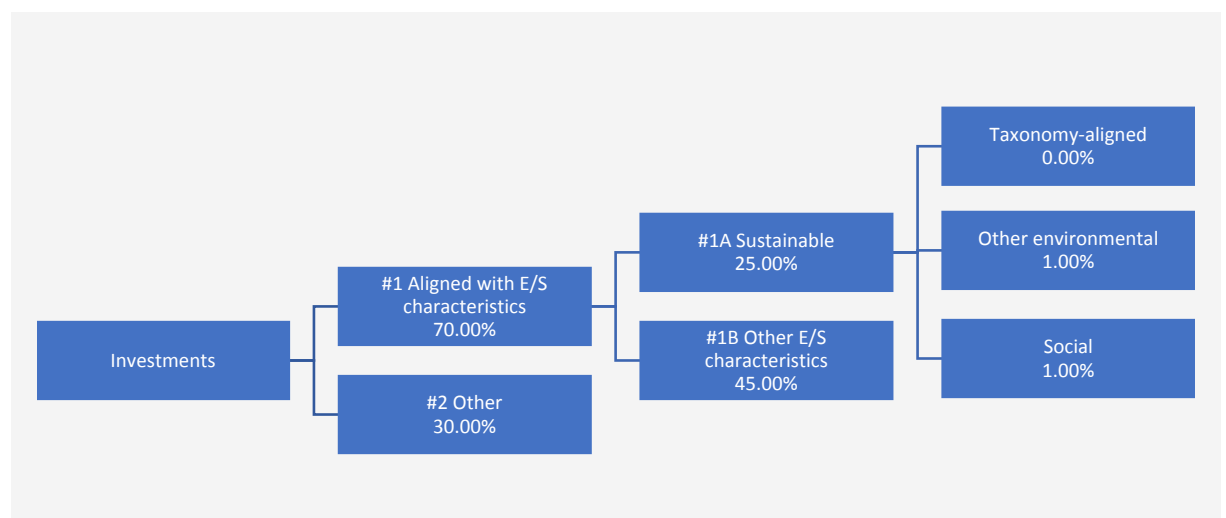 Investments
#1 Aligned with E/S
characteristics
70.00%
#2 Other
30.00%
#1A Sustainable
25.00%
#1B Other E/S
characteristics
45.00%
Taxonomy-aligned
0.00%
Other environmental
1.00%
Social
1.00%